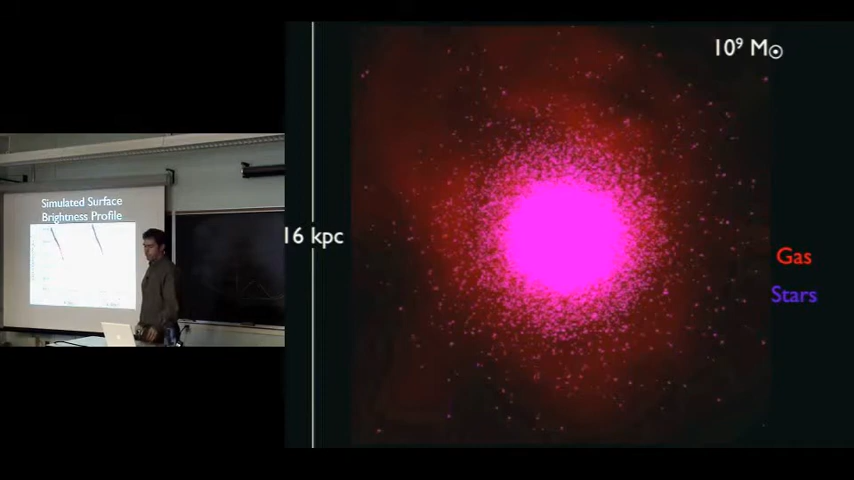 Simulated Surface
Brightness Profile
10⁹ M☉
16 kpc
Gas
Stars